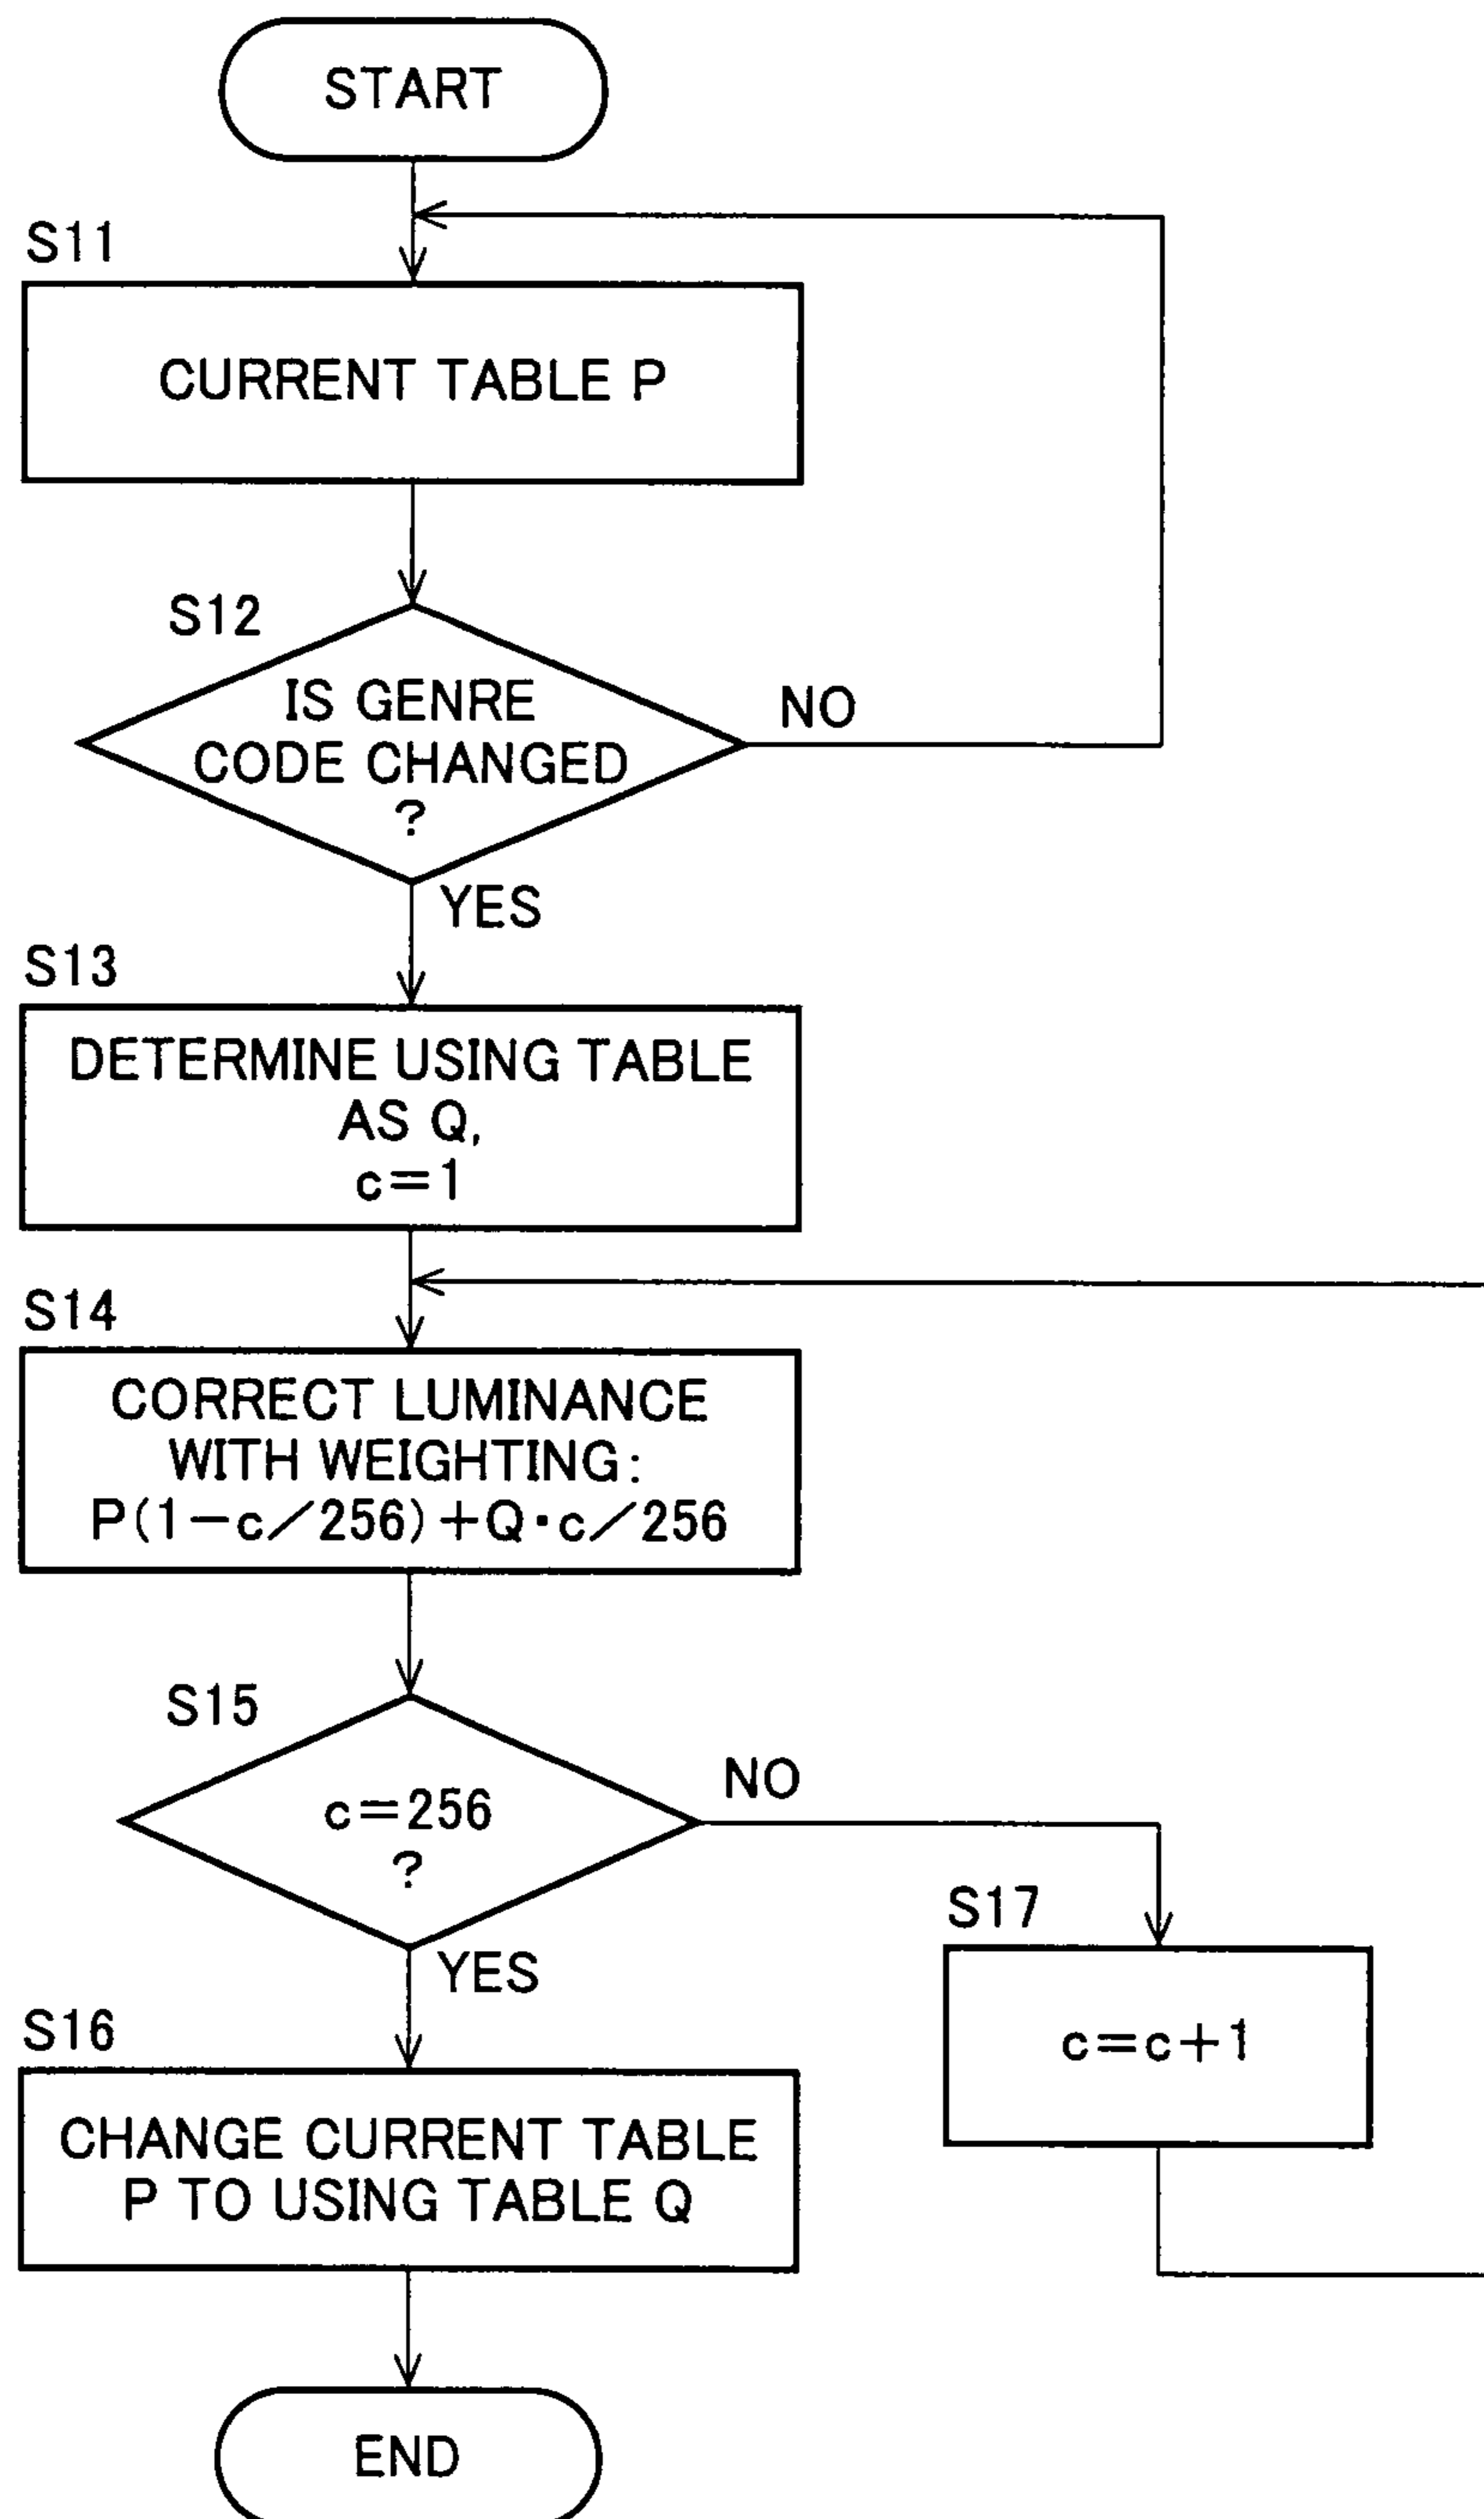 START
S11
CURRENT TABLE P
S12
IS GENRE
CODE CHANGED
?
NO
YES
S13
DETERMINE USING TABLE
AS Q,
c=1
S14
CORRECT LUMINANCE
WITH WEIGHTING:
P(1-c/256)+Q·c/256
S15
c=256
?
NO
YES
S17
c=c+1
S16
CHANGE CURRENT TABLE
P TO USING TABLE Q
END